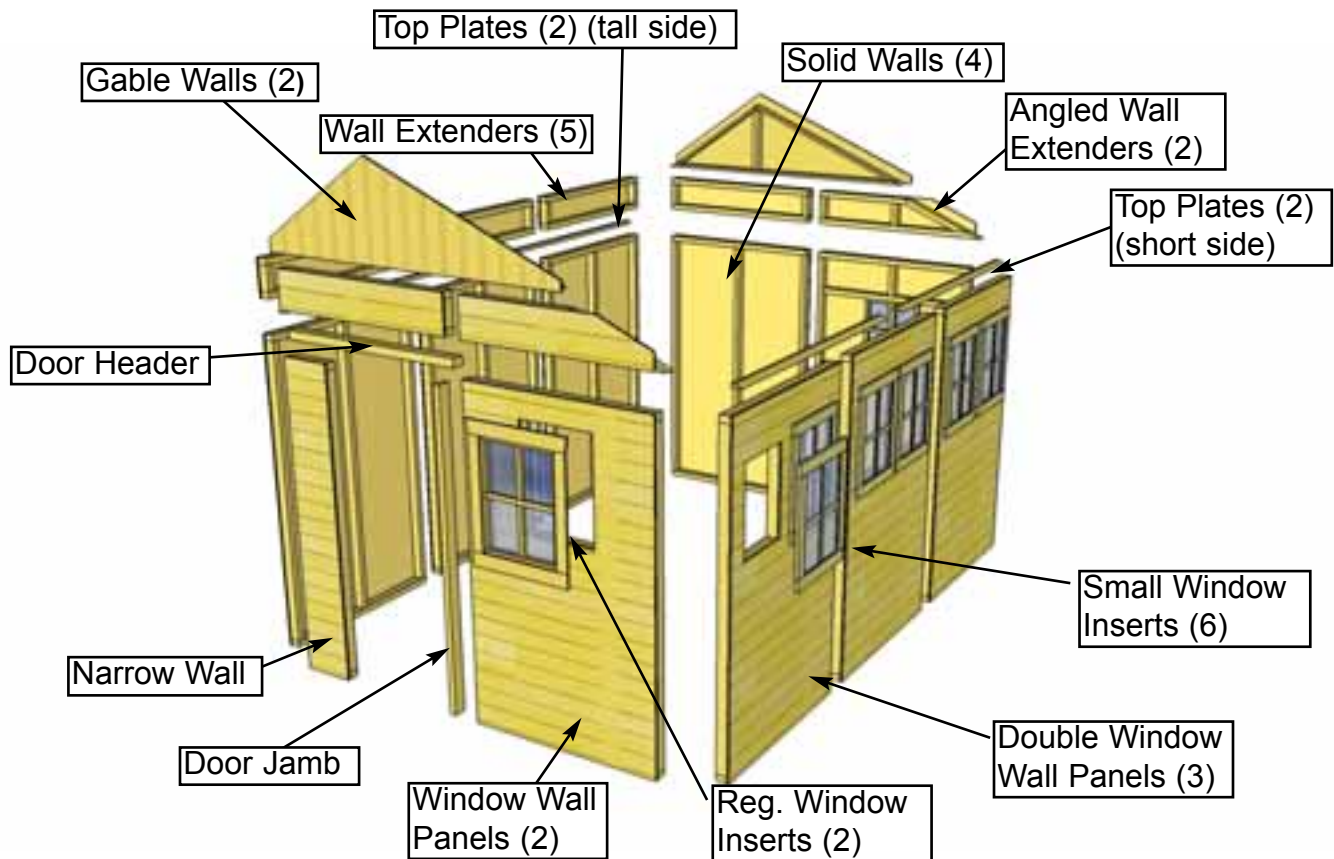 Top Plates (2) (tall side)
Gable Walls (2)
Solid Walls (4)
Wall Extenders (5)
Angled Wall
Extenders (2)
Top Plates (2)
(short side)
Door Header
Small Window
Inserts (6)
Narrow Wall
Door Jamb
Double Window
Wall Panels (3)
Window Wall
Panels (2)
Reg. Window
Inserts (2)